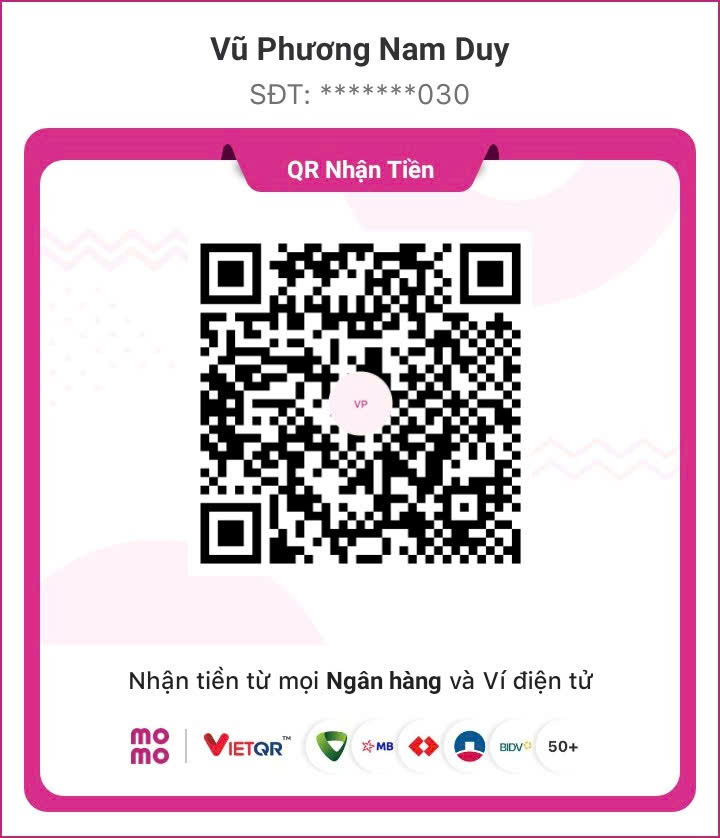 Vũ Phương Nam Duy
SĐT: *******030
QR Nhận Tiền
VP
Nhận tiền từ mọi Ngân hàng và Ví điện tử
mo mo VIETQR™ MB BIDV 50+